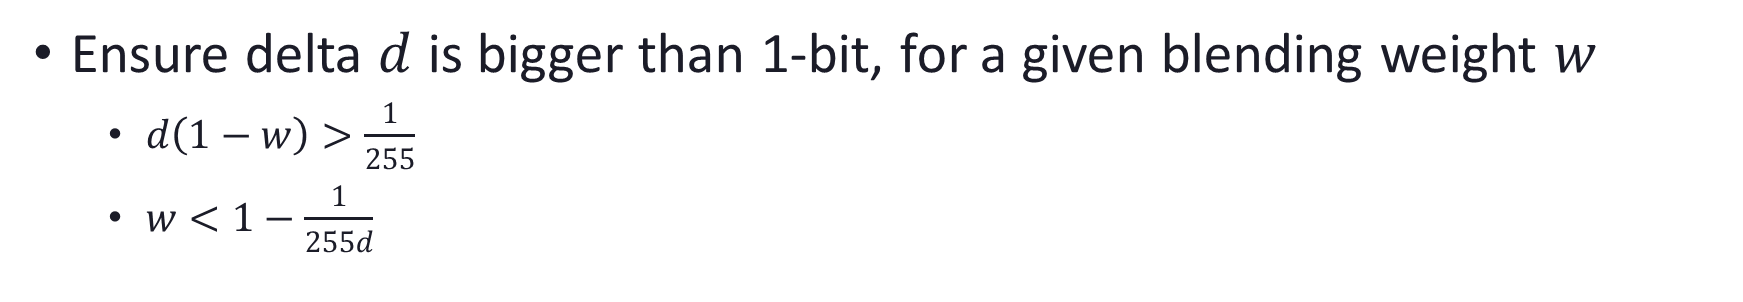 • Ensure delta d is bigger than 1-bit, for a given blending weight w
• d(1 − w) > 1/255
• w < 1 − 1/255d